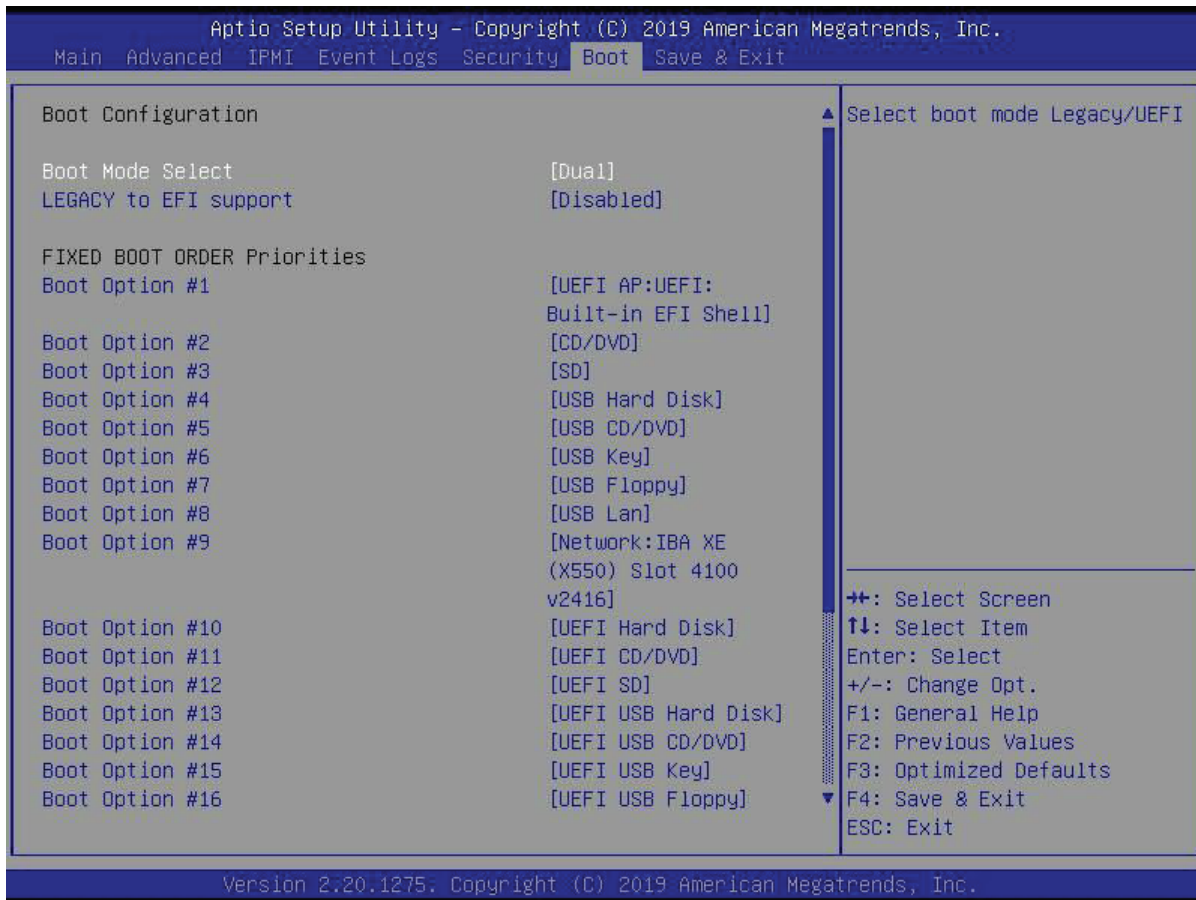 Aptio Setup Utility – Copyright (C) 2019 American Megatrends, Inc.
Main Advanced IPMI Event Logs Security Boot Save & Exit
Boot Configuration
Boot Mode Select [Dual]
LEGACY to EFI support [Disabled]
FIXED BOOT ORDER Priorities
Boot Option #1 [UEFI AP:UEFI:
Built-in EFI Shell]
Boot Option #2 [CD/DVD]
Boot Option #3 [SD]
Boot Option #4 [USB Hard Disk]
Boot Option #5 [USB CD/DVD]
Boot Option #6 [USB Key]
Boot Option #7 [USB Floppy]
Boot Option #8 [USB Lan]
Boot Option #9 [Network:IBA XE
(X550) Slot 4100
v2416]
Boot Option #10 [UEFI Hard Disk]
Boot Option #11 [UEFI CD/DVD]
Boot Option #12 [UEFI SD]
Boot Option #13 [UEFI USB Hard Disk]
Boot Option #14 [UEFI USB CD/DVD]
Boot Option #15 [UEFI USB Key]
Boot Option #16 [UEFI USB Floppy]
Select boot mode Legacy/UEFI
→←: Select Screen
↑↓: Select Item
Enter: Select
+/-: Change Opt.
F1: General Help
F2: Previous Values
F3: Optimized Defaults
F4: Save & Exit
ESC: Exit
Version 2.20.1275. Copyright (C) 2019 American Megatrends, Inc.